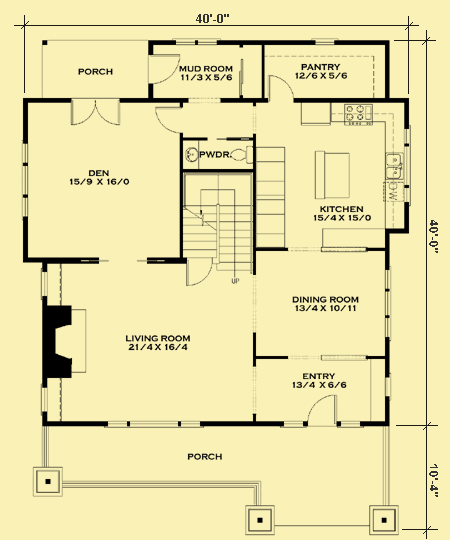 40'-0"
MUD ROOM
11/3 X 5/6
PANTRY
12/6 X 5/6
PORCH
PWDR.
DEN
15/9 X 16/0
DW
KITCHEN
15/4 X 15/0
40'-0"
UP
DINING ROOM
13/4 X 10/11
LIVING ROOM
21/4 X 16/4
ENTRY
13/4 X 6/6
PORCH
10'-4"